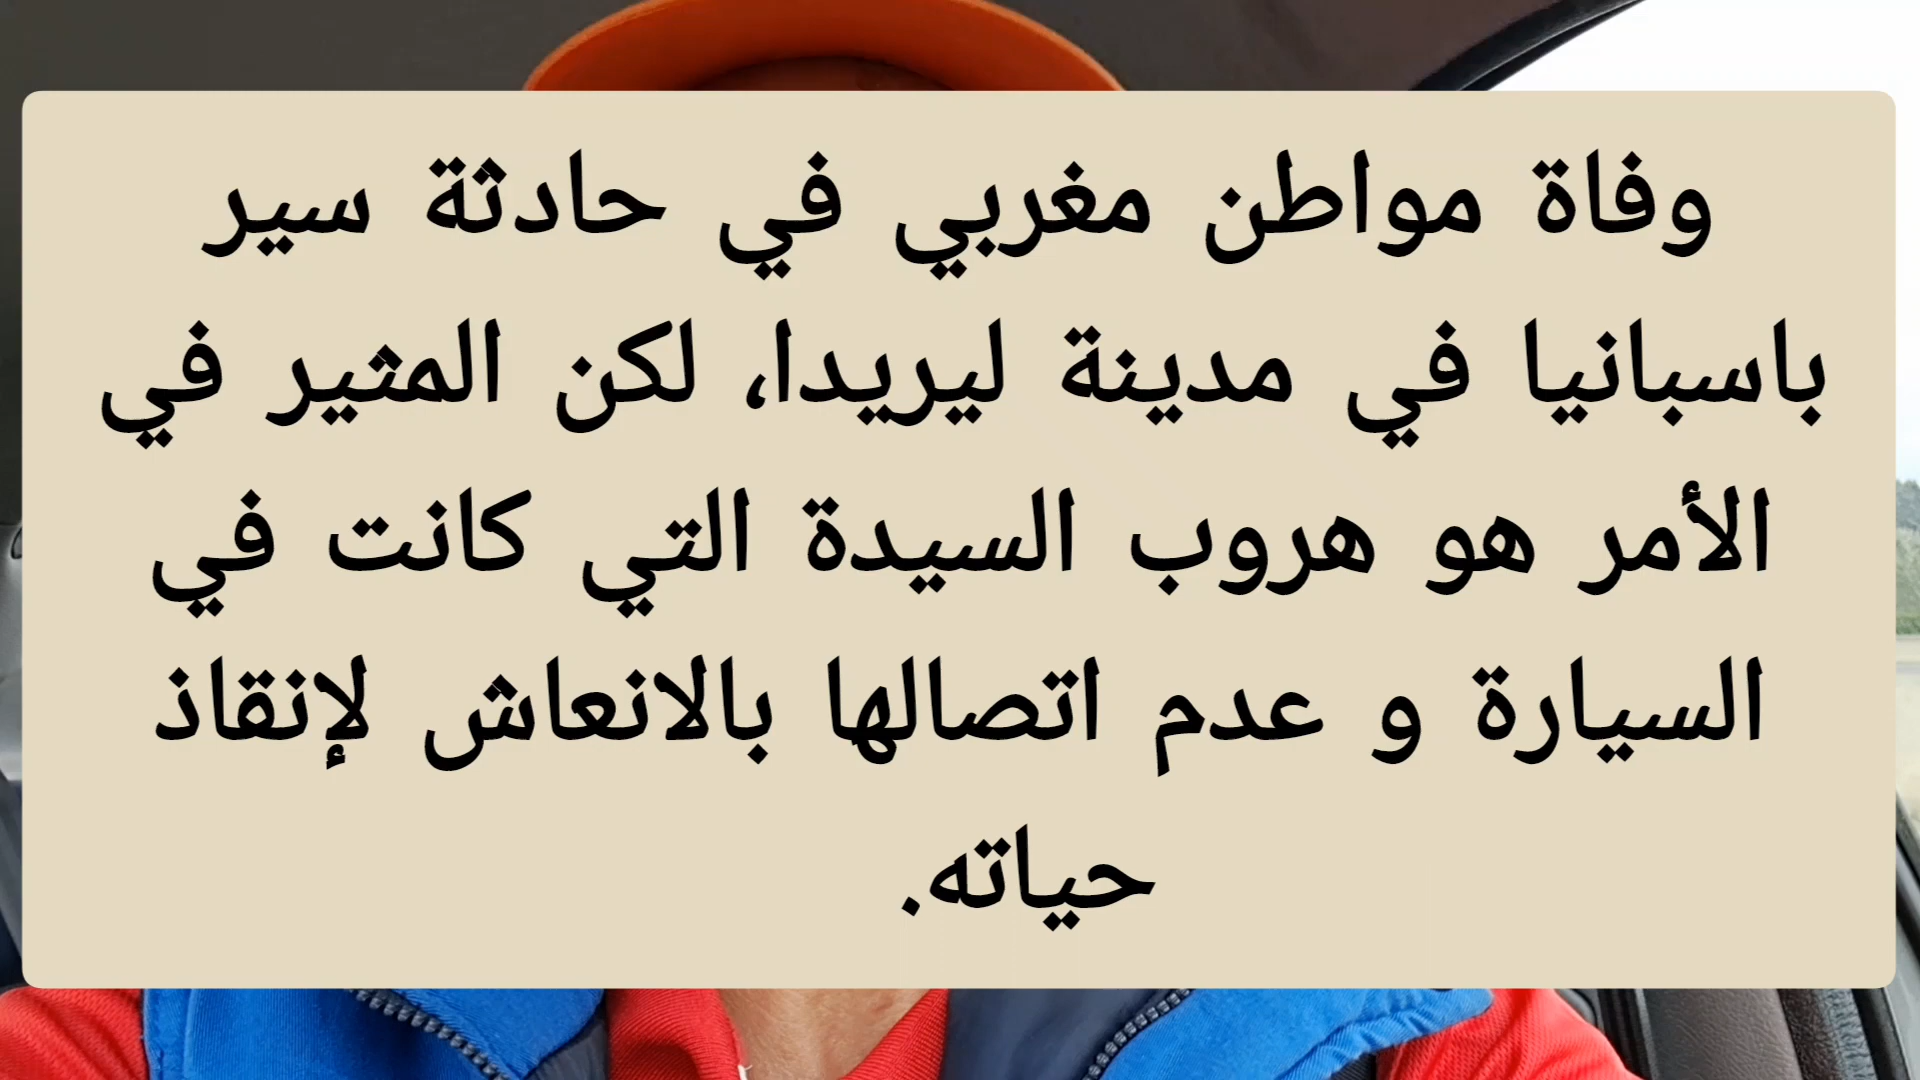 وفاة مواطن مغربي في حادثة سير
باسبانيا في مدينة ليريدا، لكن المثير في
الأمر هو هروب السيدة التي كانت في
السيارة و عدم اتصالها بالانعاش لإنقاذ
حياته.